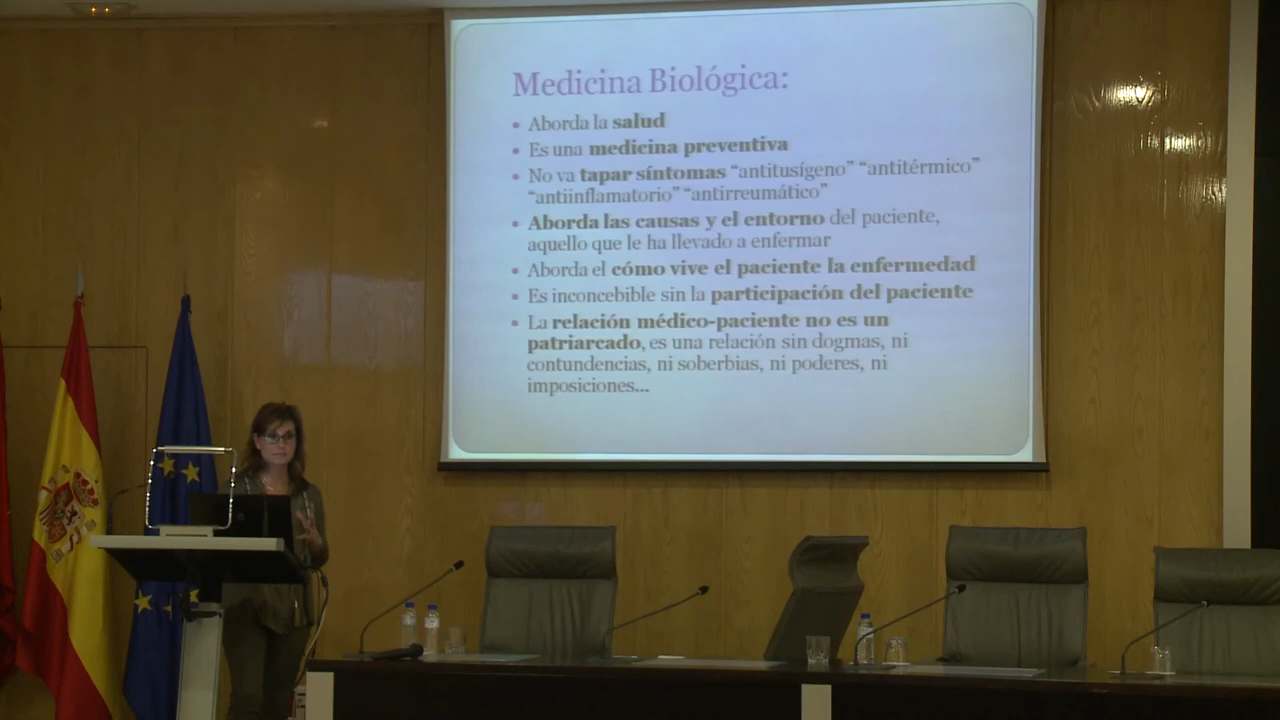 Medicina Biológica:
• Aborda la salud
• Es una medicina preventiva
• No va tapar síntomas “antitusígeno” “antitérmico”
“antiinflamatorio” “antirreumático”
• Aborda las causas y el entorno del paciente,
aquello que le ha llevado a enfermar
• Aborda el cómo vive el paciente la enfermedad
• Es inconcebible sin la participación del paciente
• La relación médico-paciente no es un
patriarcado, es una relación sin dogmas, ni
contundencias, ni soberbias, ni poderes, ni
imposiciones...